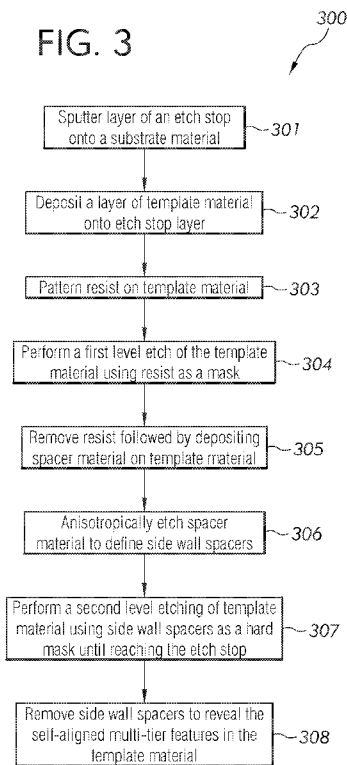 FIG. 3
300
Sputter layer of an etch stop
onto a substrate material
301
Deposit a layer of template material
onto etch stop layer
302
Pattern resist on template material
303
Perform a first level etch of the template
material using resist as a mask
304
Remove resist followed by depositing
spacer material on template material
305
Anisotropically etch spacer
material to define side wall spacers
306
Perform a second level etching of template
material using side wall spacers as a hard
mask until reaching the etch stop
307
Remove side wall spacers to reveal the
self-aligned multi-tier features in the
template material
308